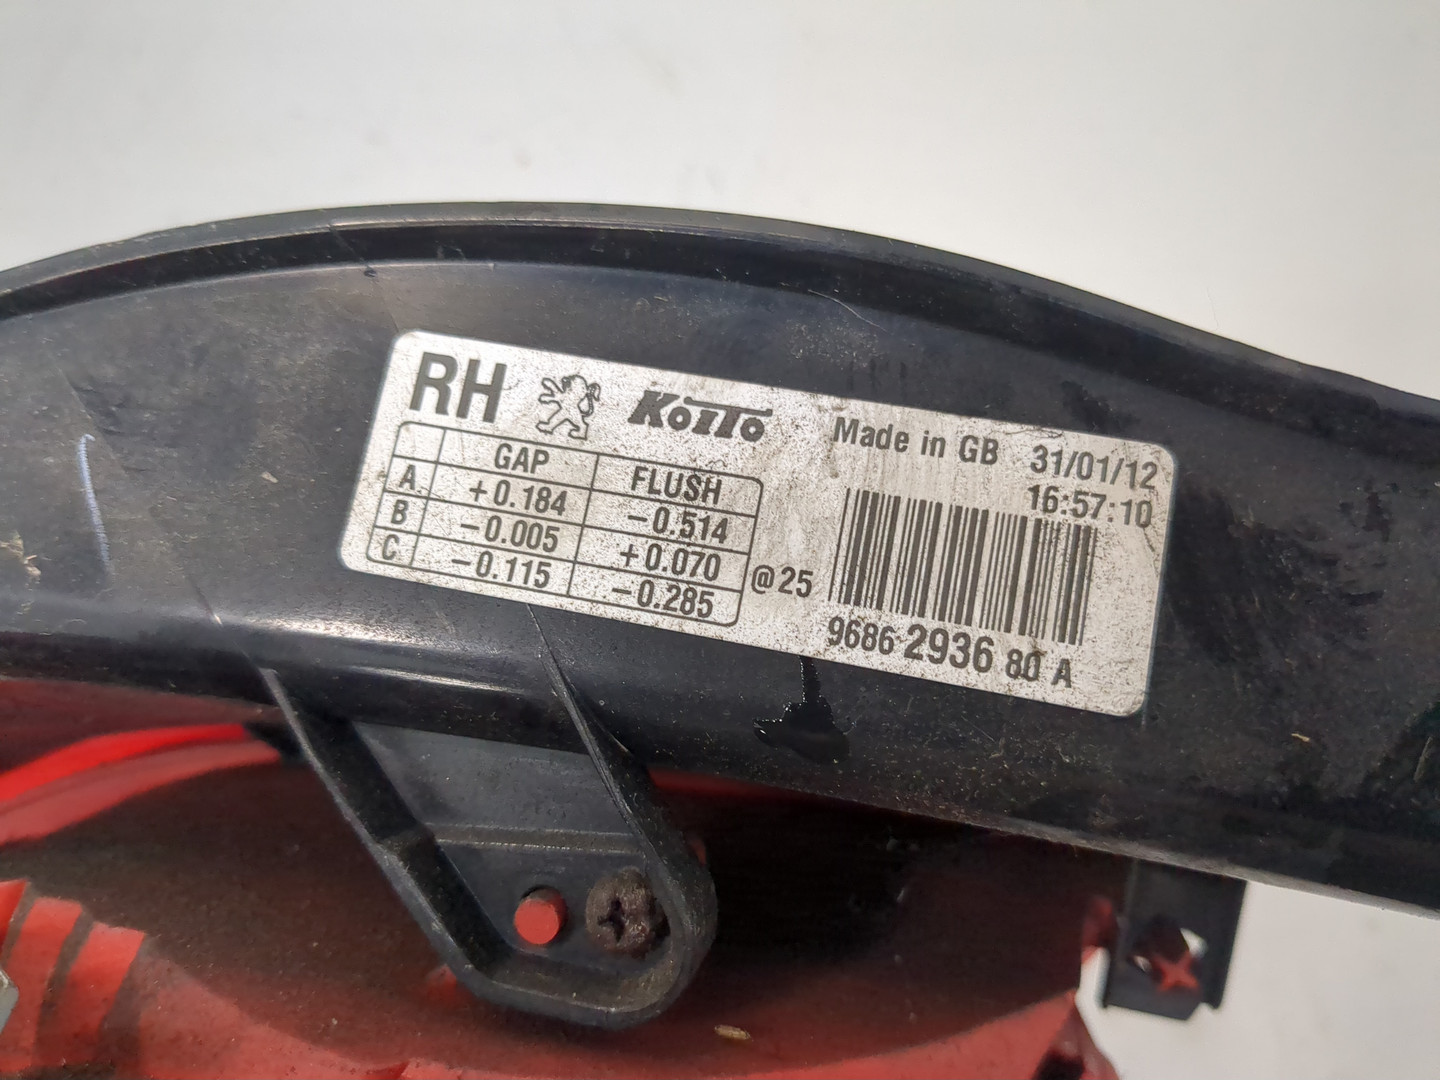 RH KOITO Made in GB 31/01/12
16:57:10
GAP FLUSH
A +0.184 -0.514
B -0.005 +0.070
C -0.115 -0.285
@25
9686 2936 80 A